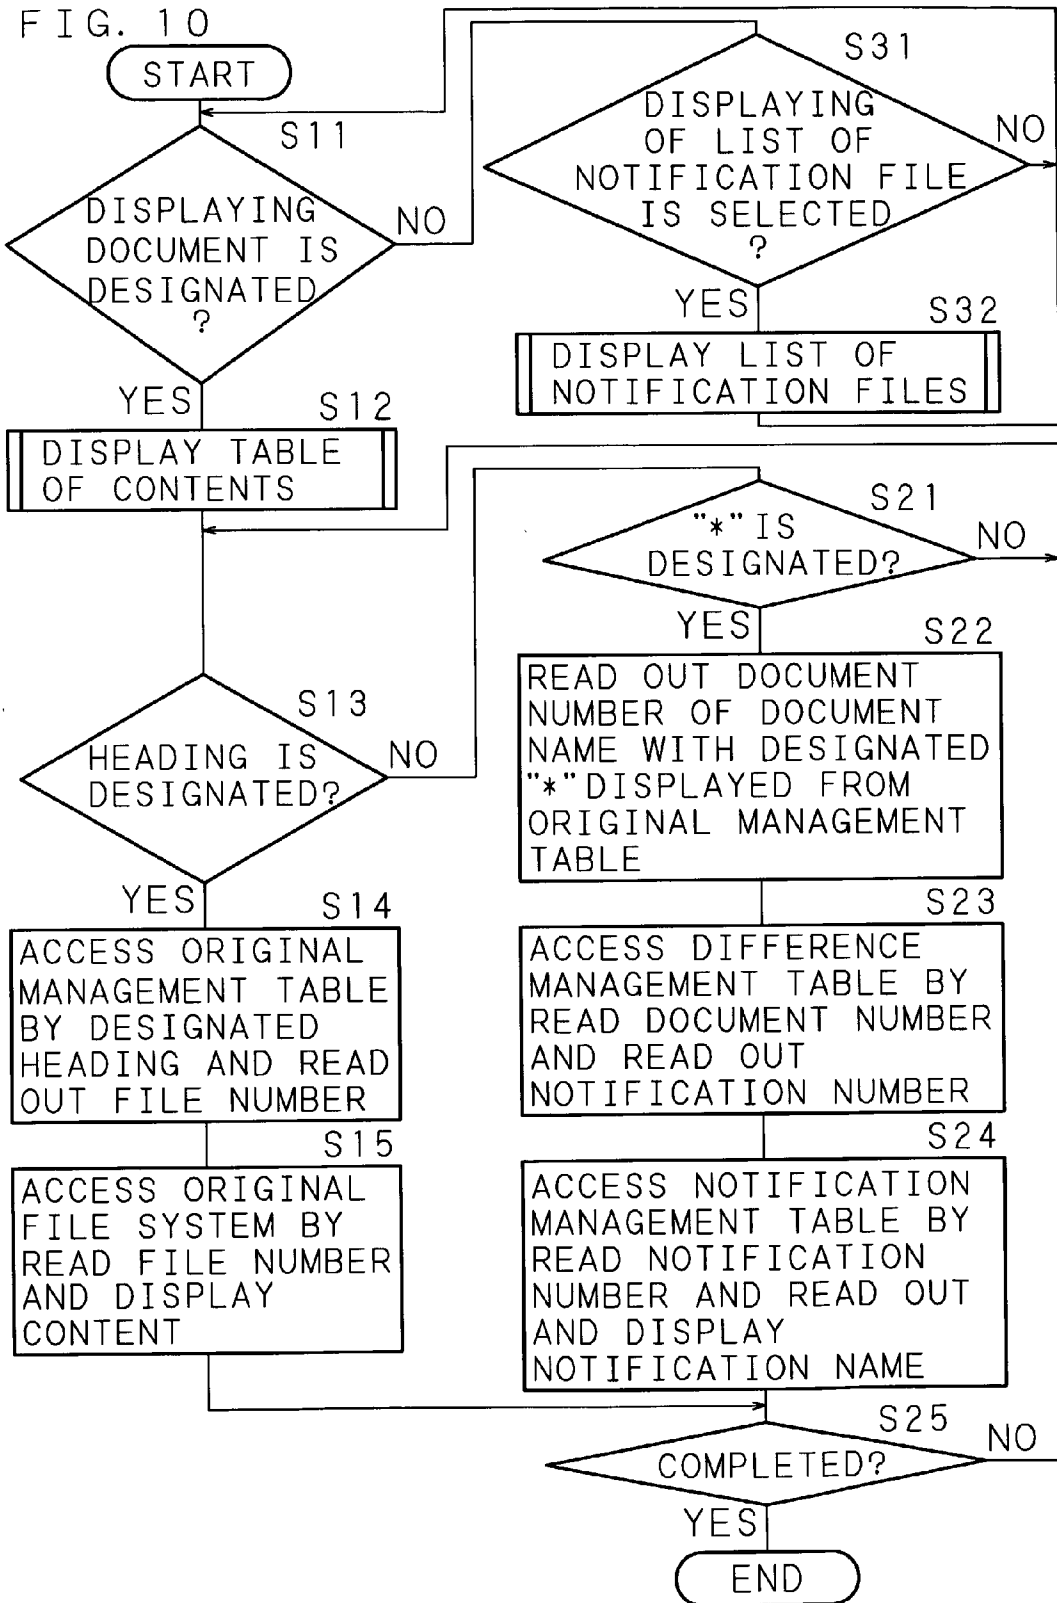 FIG. 10
START
S11
DISPLAYING
DOCUMENT IS
DESIGNATED
?
NO
YES
S31
DISPLAYING
OF LIST OF
NOTIFICATION FILE
IS SELECTED
?
NO
YES
S32
DISPLAY LIST OF
NOTIFICATION FILES
S12
DISPLAY TABLE
OF CONTENTS
S13
HEADING IS
DESIGNATED?
NO
YES
S21
"*" IS
DESIGNATED?
NO
YES
S22
READ OUT DOCUMENT
NUMBER OF DOCUMENT
NAME WITH DESIGNATED
"*" DISPLAYED FROM
ORIGINAL MANAGEMENT
TABLE
S14
ACCESS ORIGINAL
MANAGEMENT TABLE
BY DESIGNATED
HEADING AND READ
OUT FILE NUMBER
S23
ACCESS DIFFERENCE
MANAGEMENT TABLE BY
READ DOCUMENT NUMBER
AND READ OUT
NOTIFICATION NUMBER
S15
ACCESS ORIGINAL
FILE SYSTEM BY
READ FILE NUMBER
AND DISPLAY
CONTENT
S24
ACCESS NOTIFICATION
MANAGEMENT TABLE BY
READ NOTIFICATION
NUMBER AND READ OUT
AND DISPLAY
NOTIFICATION NAME
S25
COMPLETED?
NO
YES
END